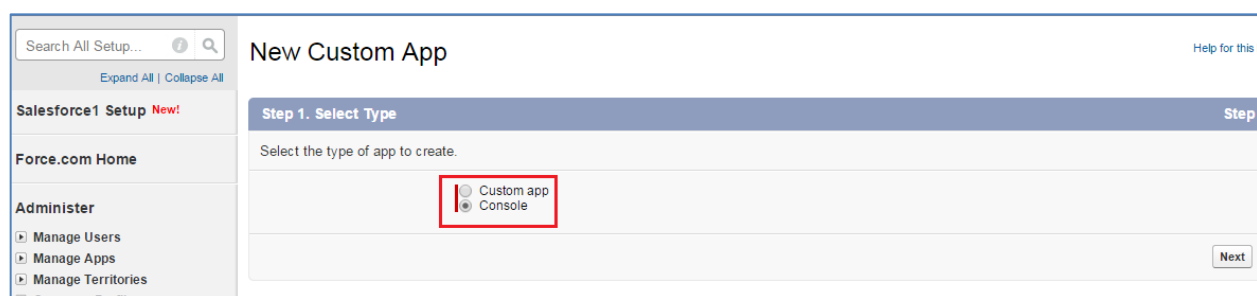 Search All Setup...
Expand All | Collapse All
Salesforce1 Setup New!
Force.com Home
Administer
Manage Users
Manage Apps
Manage Territories
New Custom App
Help for this
Step 1. Select Type
Step
Select the type of app to create.
Custom app
Console
Next